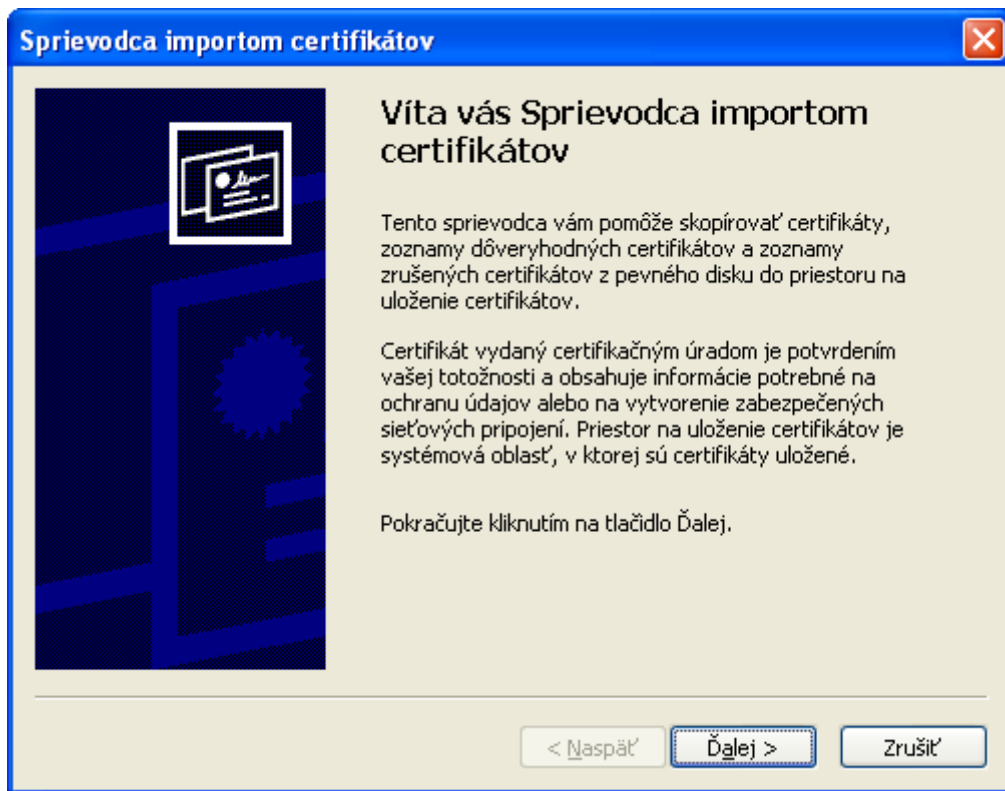 Sprievodca importom certifikátov
Víta vás Sprievodca importom
certifikátov
Tento sprievodca vám pomôže skopírovať certifikáty,
zoznamy dôveryhodných certifikátov a zoznamy
zrušených certifikátov z pevného disku do priestoru na
uloženie certifikátov.
Certifikát vydaný certifikačným úradom je potvrdením
vašej totožnosti a obsahuje informácie potrebné na
ochranu údajov alebo na vytvorenie zabezpečených
sieťových pripojení. Priestor na uloženie certifikátov je
systémová oblasť, v ktorej sú certifikáty uložené.
Pokračujte kliknutím na tlačidlo Ďalej.
< Naspäť
Ďalej >
Zrušiť